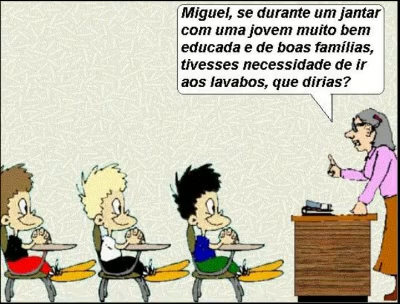 Miguel, se durante um jantar
com uma jovem muito bem
educada e de boas famílias,
tivesses necessidade de ir
aos lavabos, que dirias?